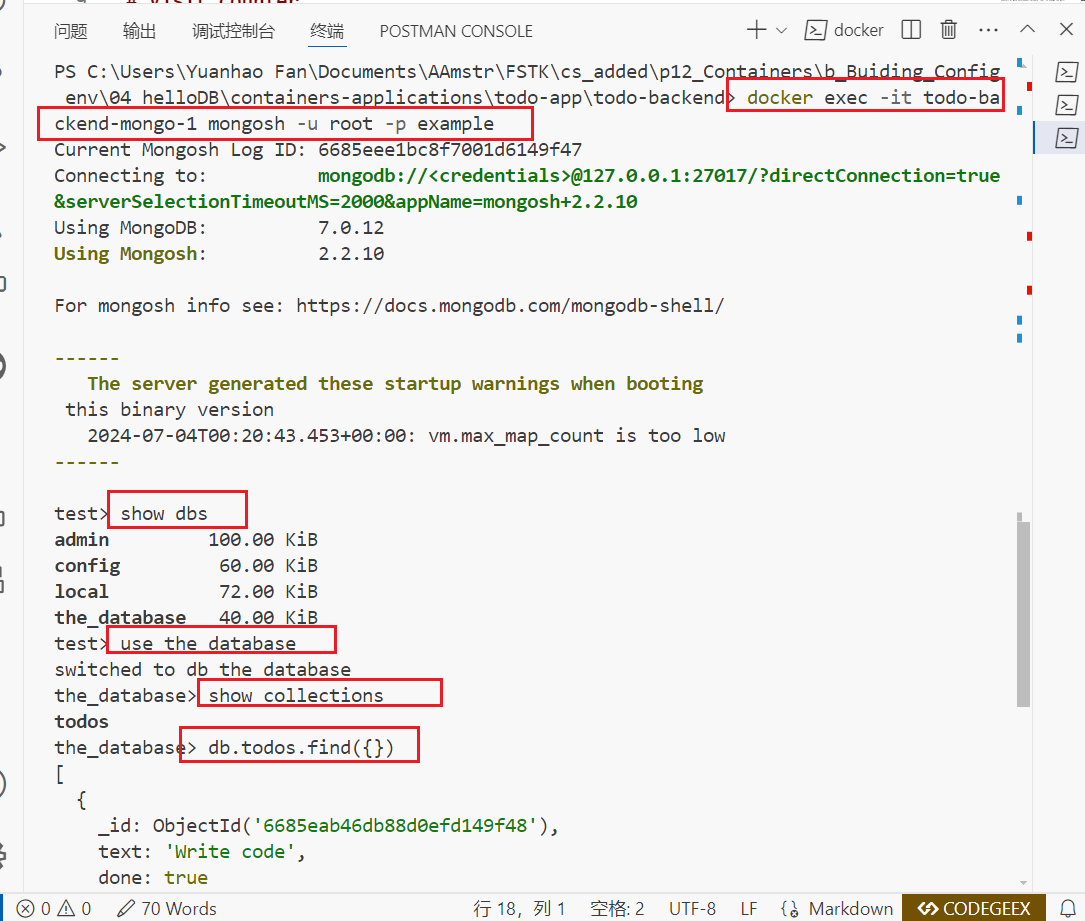 问题 输出 调试控制台 终端 POSTMAN CONSOLE docker
PS C:\Users\Yuanhao Fan\Documents\AAmstr\FSTK\cs_added\p12_Containers\b_Buiding_Config
env\04_helloDB\containers-applications\todo-app\todo-backend> docker exec -it todo-ba
ckend-mongo-1 mongosh -u root -p example
Current Mongosh Log ID: 6685eee1bc8f7001d6149f47
Connecting to: mongodb://<credentials>@127.0.0.1:27017/?directConnection=true
&serverSelectionTimeoutMS=2000&appName=mongosh+2.2.10
Using MongoDB: 7.0.12
Using Mongosh: 2.2.10
For mongosh info see: https://docs.mongodb.com/mongodb-shell/
------
The server generated these startup warnings when booting
this binary version
2024-07-04T00:20:43.453+00:00: vm.max_map_count is too low
------
test> show dbs
admin 100.00 KiB
config 60.00 KiB
local 72.00 KiB
the_database 40.00 KiB
test> use the_database
switched to db the_database
the_database> show collections
todos
the_database> db.todos.find({})
[
{
_id: ObjectId('6685eab46db88d0efd149f48'),
text: 'Write code',
done: true
0 0 70 Words 行 18，列 1 空格: 2 UTF-8 LF Markdown CODEGEEX